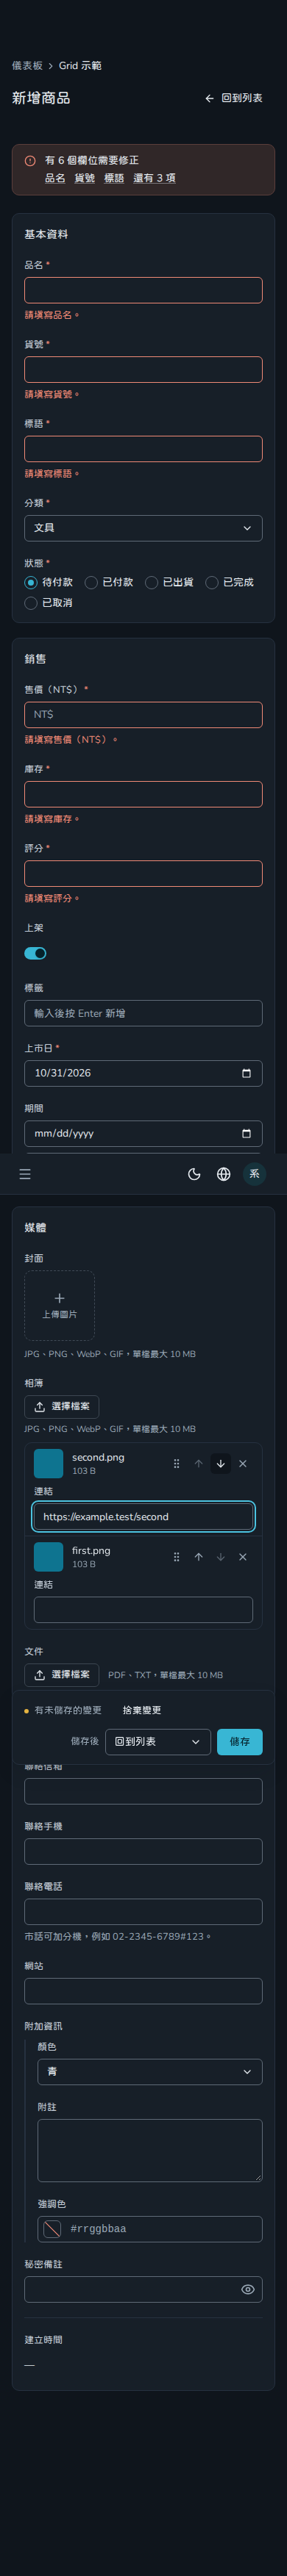 儀表板 > Grid 示範
新增商品
← 回到列表
有 6 個欄位需要修正
品名 貨號 標語 還有 3 項
基本資料
品名 *
請填寫品名。
貨號 *
請填寫貨號。
標語 *
請填寫標語。
分類 *
文具
狀態 *
待付款 已付款 已出貨 已完成
已取消
銷售
售價（NT$） *
NT$
請填寫售價（NT$）。
庫存 *
請填寫庫存。
評分 *
請填寫評分。
上架
標籤
輸入後按 Enter 新增
上市日 *
10/31/2026
期間
mm/dd/yyyy
系
媒體
封面
上傳圖片
JPG、PNG、WebP、GIF，單檔最大 10 MB
相簿
選擇檔案
JPG、PNG、WebP、GIF，單檔最大 10 MB
second.png
103 B
連結
https://example.test/second
first.png
103 B
連結
文件
選擇檔案 PDF、TXT，單檔最大 10 MB
有未儲存的變更 捨棄變更
儲存後 回到列表 儲存
聯絡信箱
聯絡手機
聯絡電話
市話可加分機，例如 02-2345-6789#123。
網站
附加資訊
顏色
青
附註
強調色
#rrggbbaa
秘密備註
建立時間
—